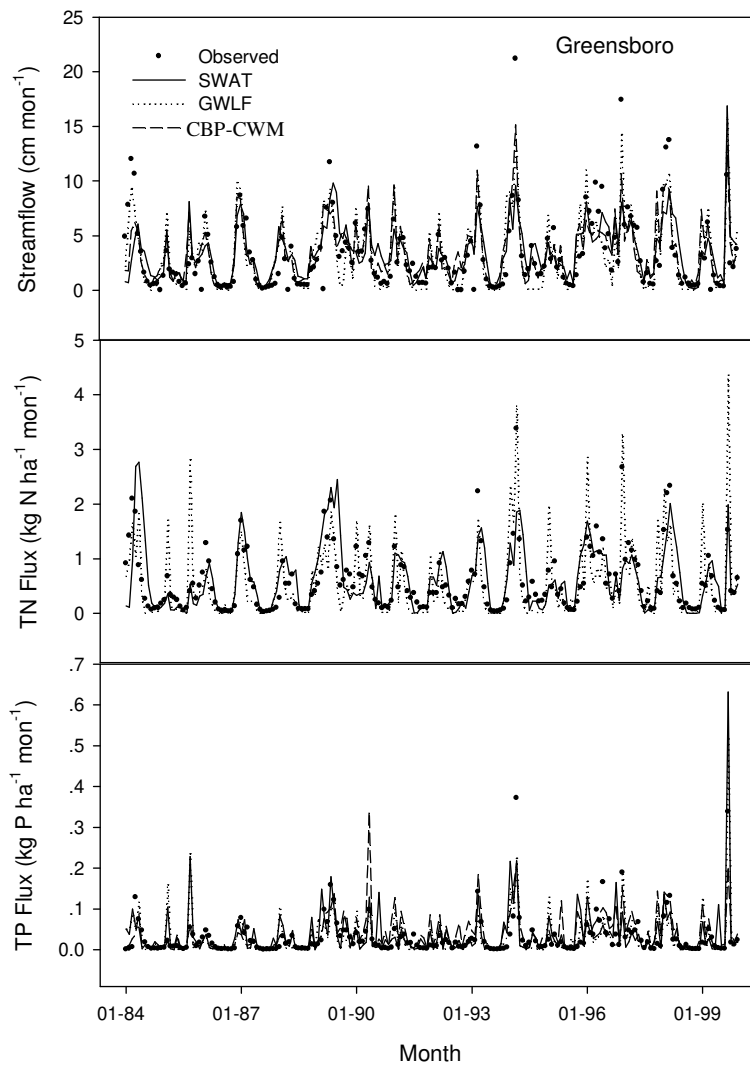 Greensboro
Observed
SWAT
GWLF
CBP-CWM
Streamflow (cm mon⁻¹)
25
20
15
10
5
0
TN Flux (kg N ha⁻¹ mon⁻¹)
5
4
3
2
1
0
TP Flux (kg P ha⁻¹ mon⁻¹)
.7
.6
.5
.4
.3
.2
.1
0.0
01-84 01-87 01-90 01-93 01-96 01-99
Month